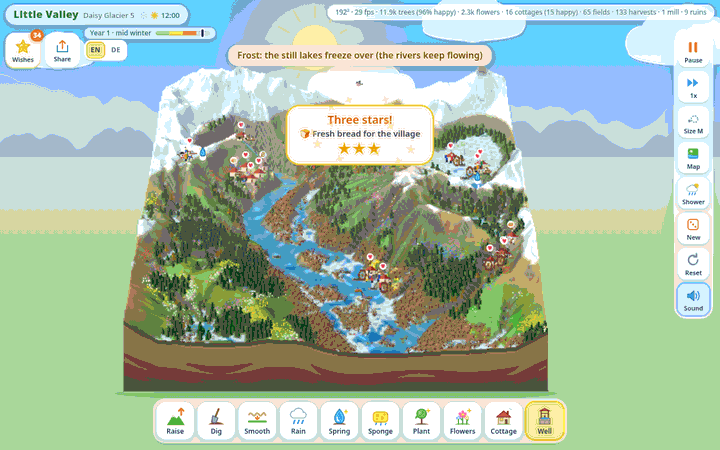 Little Valley Daisy Glacier 5 12:00
192² · 29 fps · 11.9k trees (96% happy) · 2.3k flowers · 16 cottages (15 happy) · 65 fields · 133 harvests · 1 mill · 9 ruins
Year 1 · mid winter
34
Wishes
Share
EN
DE
Frost: the still lakes freeze over (the rivers keep flowing)
Three stars!
Fresh bread for the village
Pause
1x
Size M
Map
Shower
New
Reset
Sound
Raise
Dig
Smooth
Rain
Spring
Sponge
Plant
Flowers
Cottage
Well